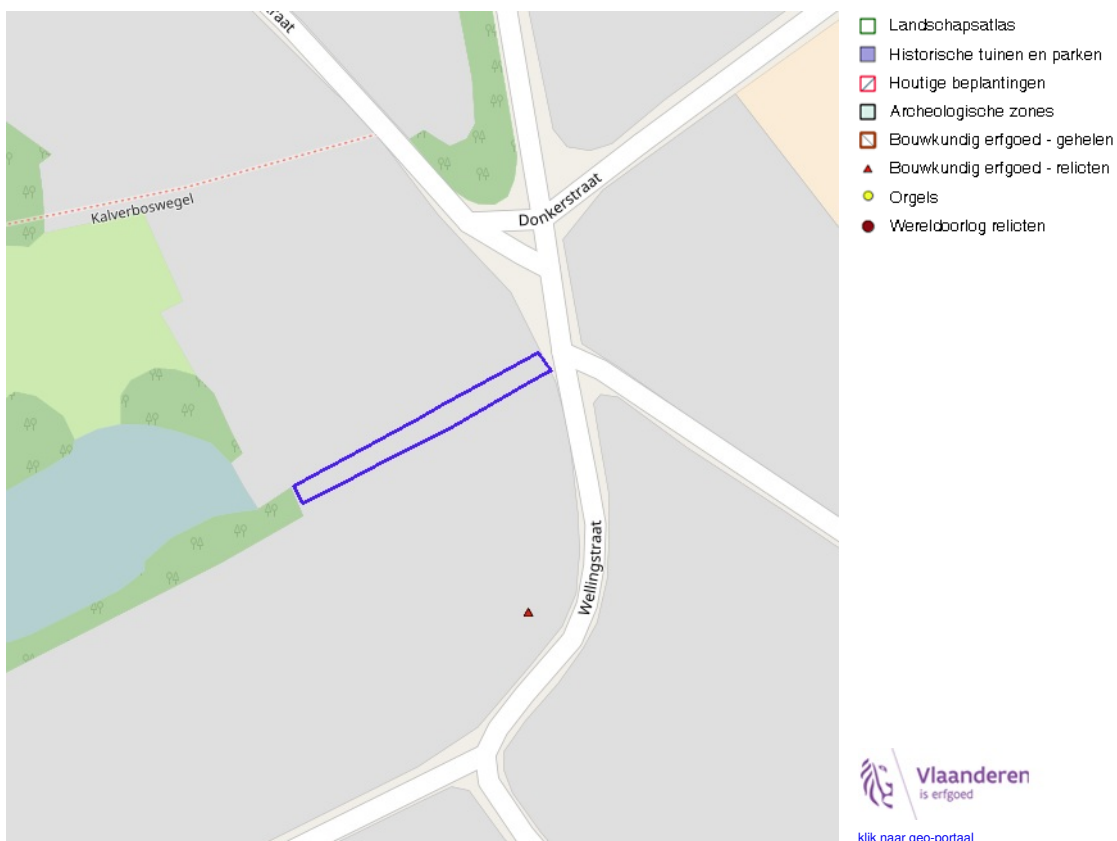 traat
Kalverboswegel
Donkerstraat
Wellingstraat
Landschapsatlas
Historische tuinen en parken
Houtige beplantingen
Archeologische zones
Bouwkundig erfgoed - gehelen
Bouwkundig erfgoed - relicten
Orgels
Wereldoorlog relicten
Vlaanderen
is erfgoed
klik naar geo-portaal